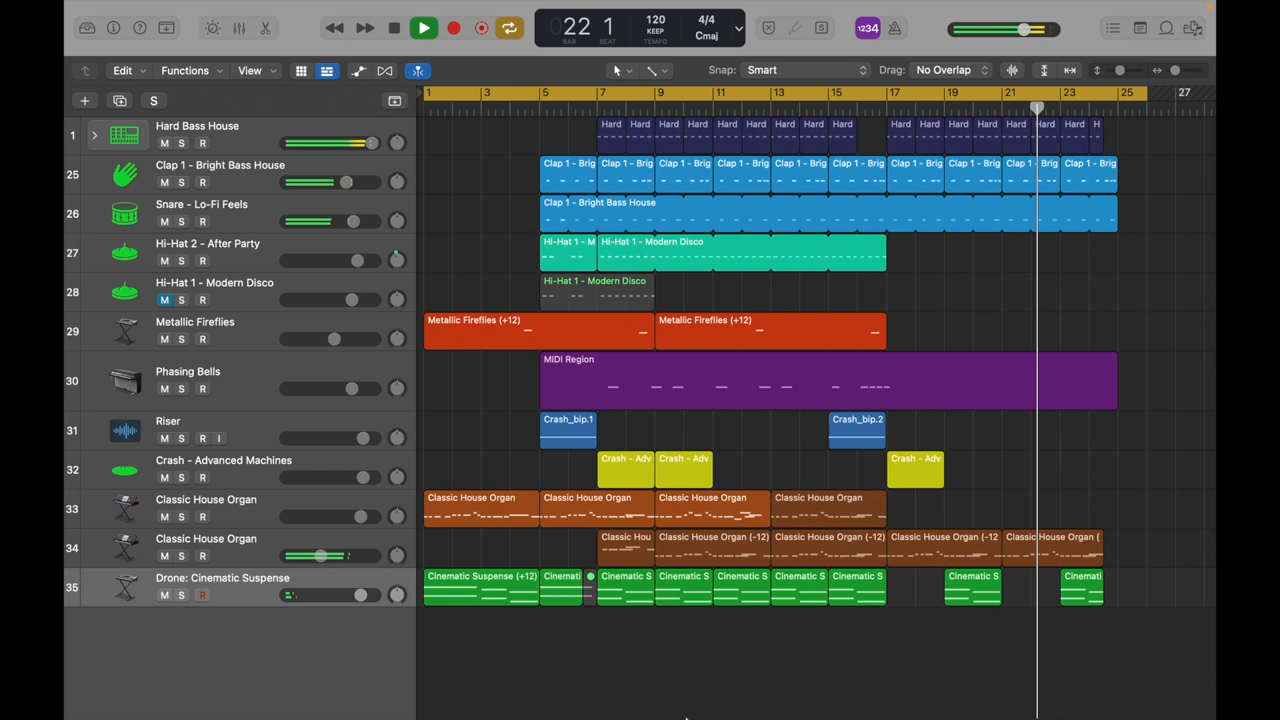 22 1 120 4/4
BAR BEAT KEEP Cmaj
TEMPO
1234
Edit Functions View Snap: Smart Drag: No Overlap
S 1 3 5 7 9 11 13 15 17 19 21 23 25 27
1 Hard Bass House M S R Hard Hard Hard Hard Hard Hard Hard Hard Hard Hard Hard Hard Hard Hard Hard Hard H
25 Clap 1 - Bright Bass House M S R Clap 1 - Brig Clap 1 - Brig Clap 1 - Brig Clap 1 - Brig Clap 1 - Brig Clap 1 - Brig Clap 1 - Brig Clap 1 - Brig Clap 1 - Brig Clap 1 - Brig
26 Snare - Lo-Fi Feels M S R Clap 1 - Bright Bass House
27 Hi-Hat 2 - After Party M S R Hi-Hat 1 - M Hi-Hat 1 - Modern Disco
28 Hi-Hat 1 - Modern Disco M S R Hi-Hat 1 - Modern Disco
29 Metallic Fireflies M S R Metallic Fireflies (+12) Metallic Fireflies (+12)
30 Phasing Bells M S R MIDI Region
31 Riser M S R I Crash_bip.1 Crash_bip.2
32 Crash - Advanced Machines M S R Crash - Adv Crash - Adv Crash - Adv
33 Classic House Organ M S R Classic House Organ Classic House Organ Classic House Organ Classic House Organ
34 Classic House Organ M S R Classic Hou Classic House Organ (-12) Classic House Organ (-12) Classic House Organ (-12 Classic House Organ (
35 Drone: Cinematic Suspense M S R Cinematic Suspense (+12) Cinemati Cinematic S Cinematic S Cinematic S Cinematic S Cinematic S Cinematic S Cinemati